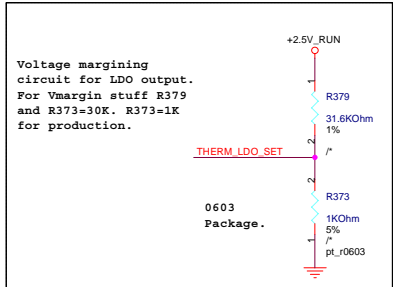 +2.5V_RUN
Voltage margining
circuit for LDO output.
For Vmargin stuff R379
and R373=30K. R373=1K
for production.
1
R379
31.6KOhm
1%
2
/*
THERM_LDO_SET
2
R373
0603
Package.
1KOhm
5%
1
/*
pt_r0603